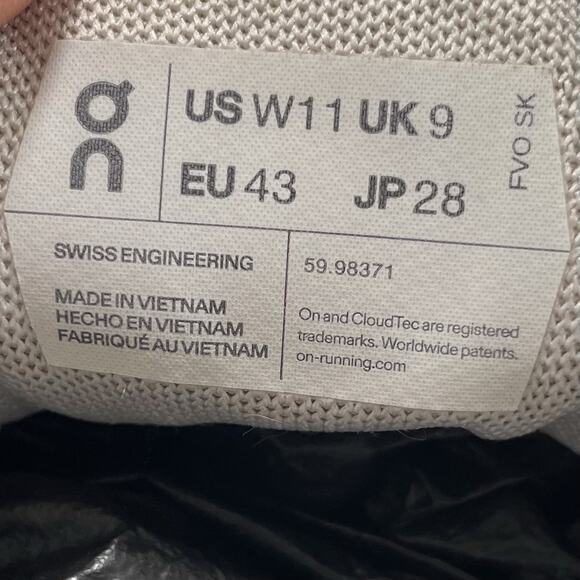 On
US W11 UK 9
EU 43 JP 28
FVO SK
SWISS ENGINEERING
MADE IN VIETNAM
HECHO EN VIETNAM
FABRIQUÉ AU VIETNAM
59.98371
On and CloudTec are registered
trademarks. Worldwide patents.
on-running.com